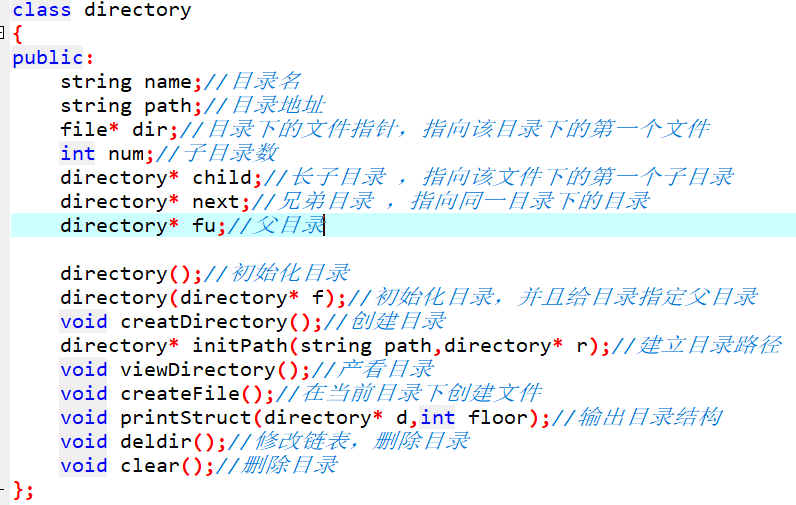 class directory
{
public:
string name;//目录名
string path;//目录地址
file* dir;//目录下的文件指针，指向该目录下的第一个文件
int num;//子目录数
directory* child;//长子目录 ，指向该文件下的第一个子目录
directory* next;//兄弟目录 ，指向同一目录下的目录
directory* fu;//父目录
directory();//初始化目录
directory(directory* f);//初始化目录，并且给目录指定父目录
void creatDirectory();//创建目录
directory* initPath(string path,directory* r);//建立目录路径
void viewDirectory();//产看目录
void createFile();//在当前目录下创建文件
void printStruct(directory* d,int floor);//输出目录结构
void deldir();//修改链表，删除目录
void clear();//删除目录
};